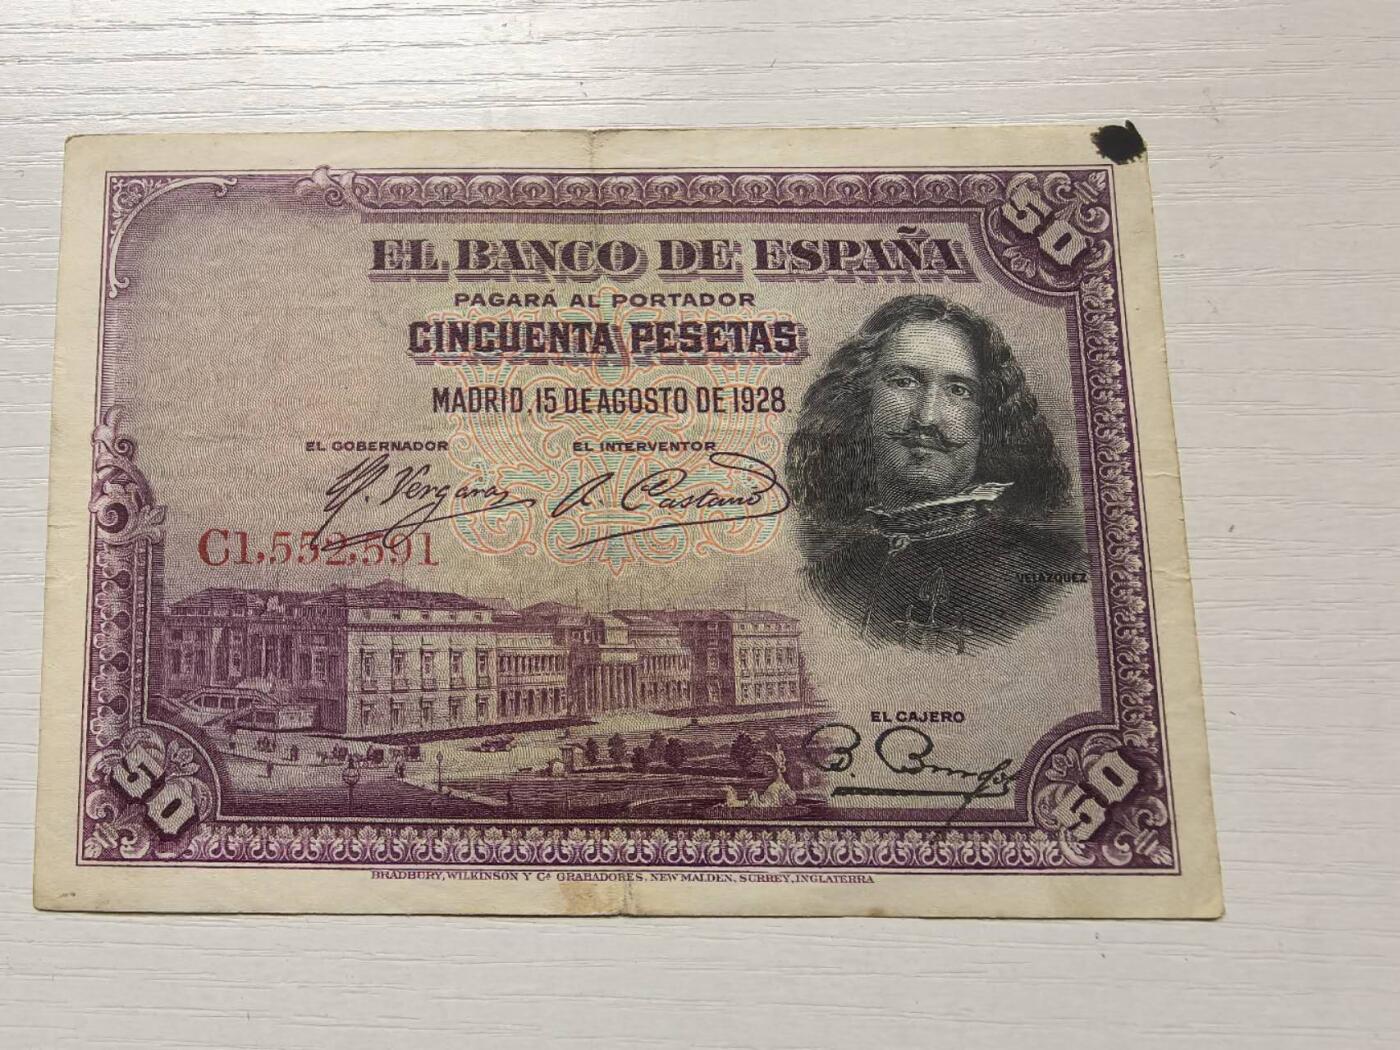 50
EL BANCO DE ESPAÑA
PAGARÁ AL PORTADOR
CINCUENTA PESETAS
MADRID, 15 DE AGOSTO DE 1928.
EL GOBERNADOR EL INTERVENTOR
C1,552,591
VELAZQUEZ
EL CAJERO
50 50
BRADBURY, WILKINSON Y Cª GRABADORES, NEW MALDEN, SURREY, INGLATERRA